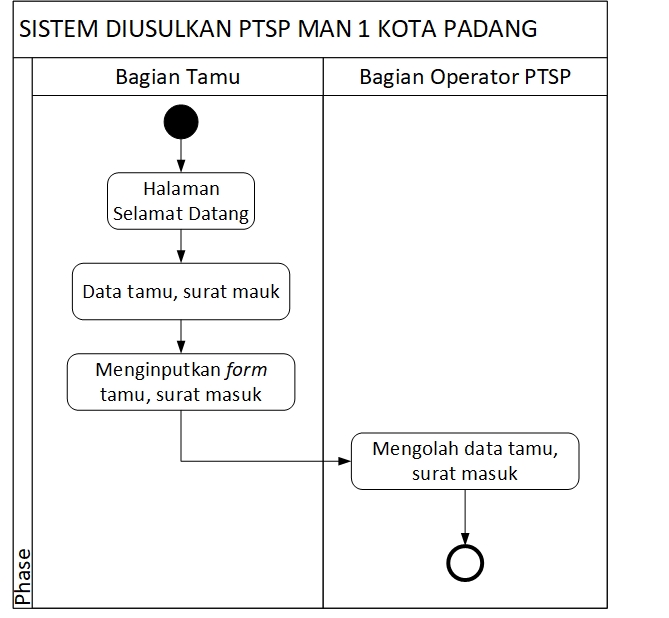 SISTEM DIUSULKAN PTSP MAN 1 KOTA PADANG
Bagian Tamu
Bagian Operator PTSP
Halaman
Selamat Datang
Data tamu, surat mauk
Menginputkan form
tamu, surat masuk
Mengolah data tamu,
surat masuk
Phase